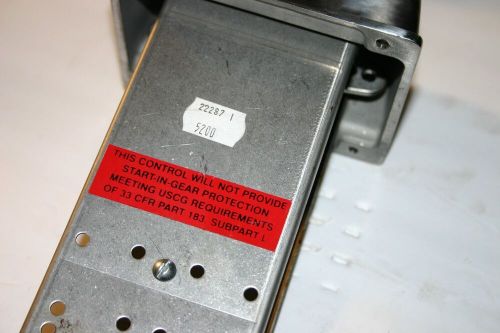 22287 1
5200
THIS CONTROL WILL NOT PROVIDE
START-IN-GEAR PROTECTION
MEETING USCG REQUIREMENTS
OF 33 CFR PART 183 SUBPART L